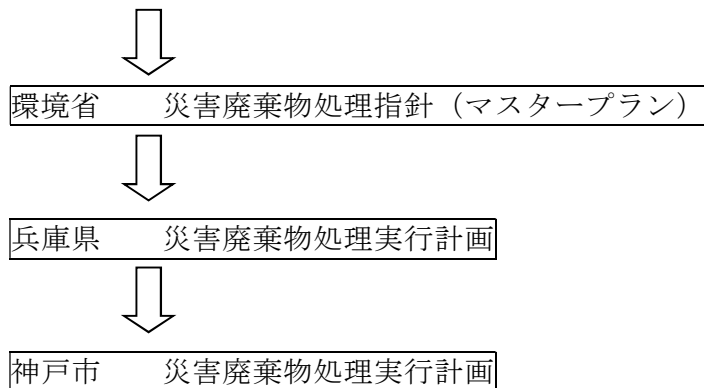 環境省　　災害廃棄物処理指針（マスタープラン）
兵庫県　　災害廃棄物処理実行計画
神戸市　　災害廃棄物処理実行計画